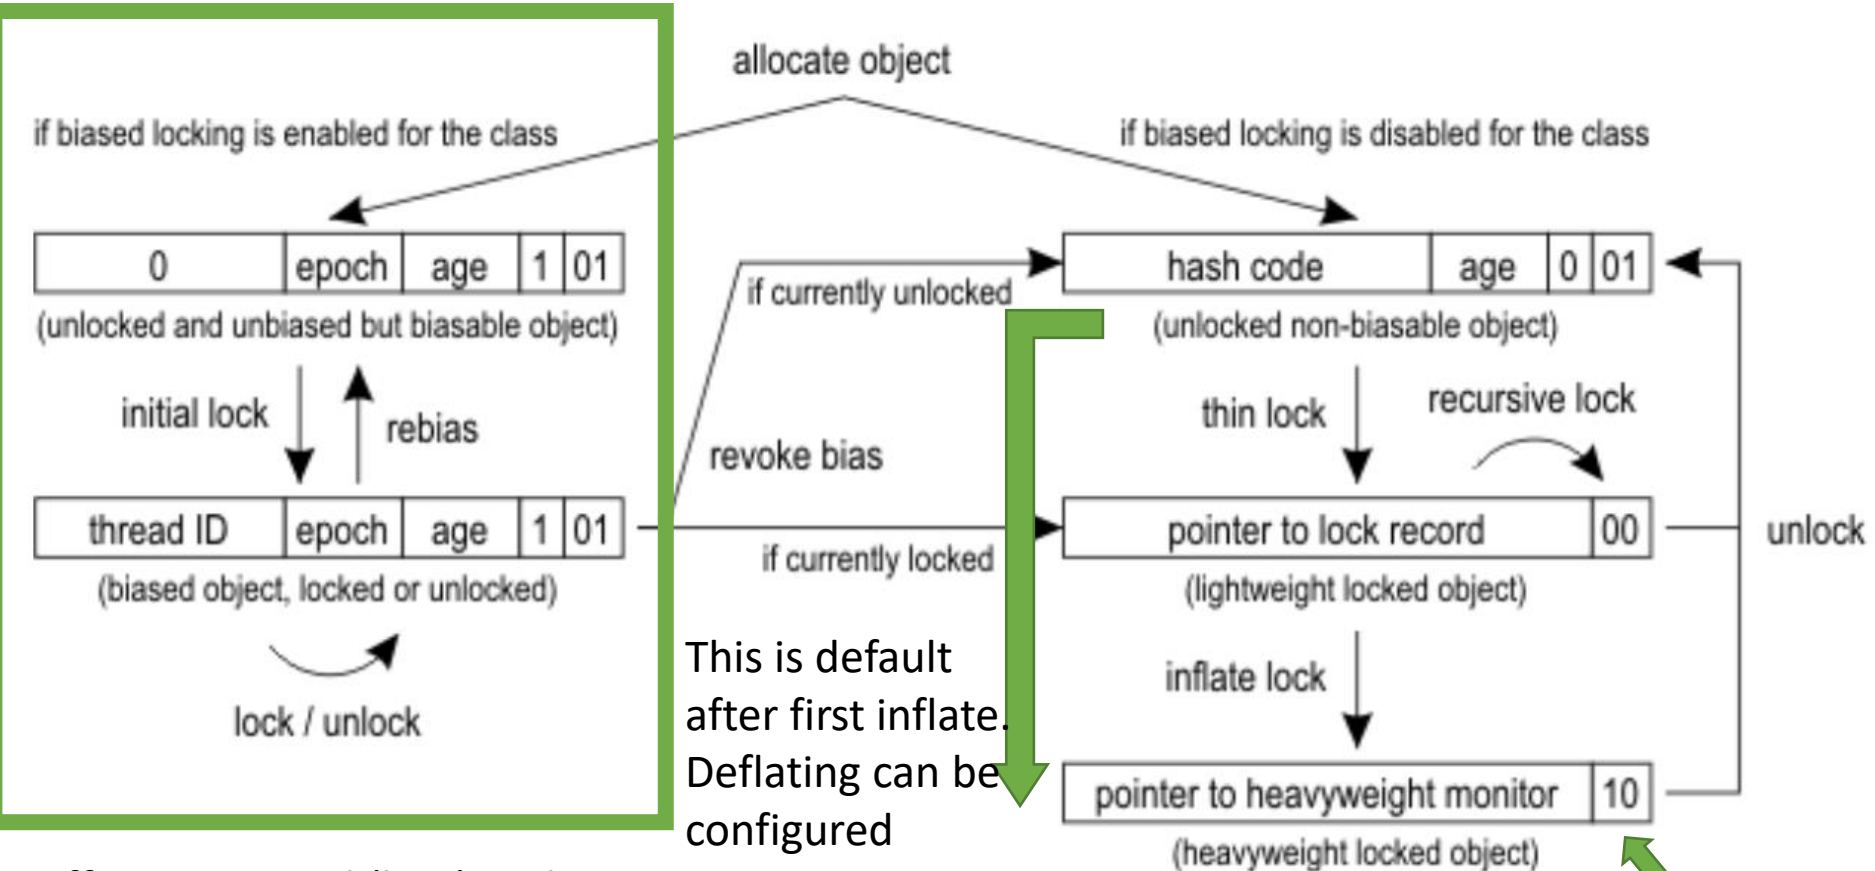 allocate object
if biased locking is enabled for the class
if biased locking is disabled for the class
0 epoch age 1 01
(unlocked and unbiased but biasable object)
initial lock
rebias
thread ID epoch age 1 01
(biased object, locked or unlocked)
lock / unlock
if currently unlocked
revoke bias
if currently locked
This is default
after first inflate.
Deflating can be
configured
hash code age 0 01
(unlocked non-biasable object)
thin lock
recursive lock
pointer to lock record 00
(lightweight locked object)
unlock
inflate lock
pointer to heavyweight monitor 10
(heavyweight locked object)